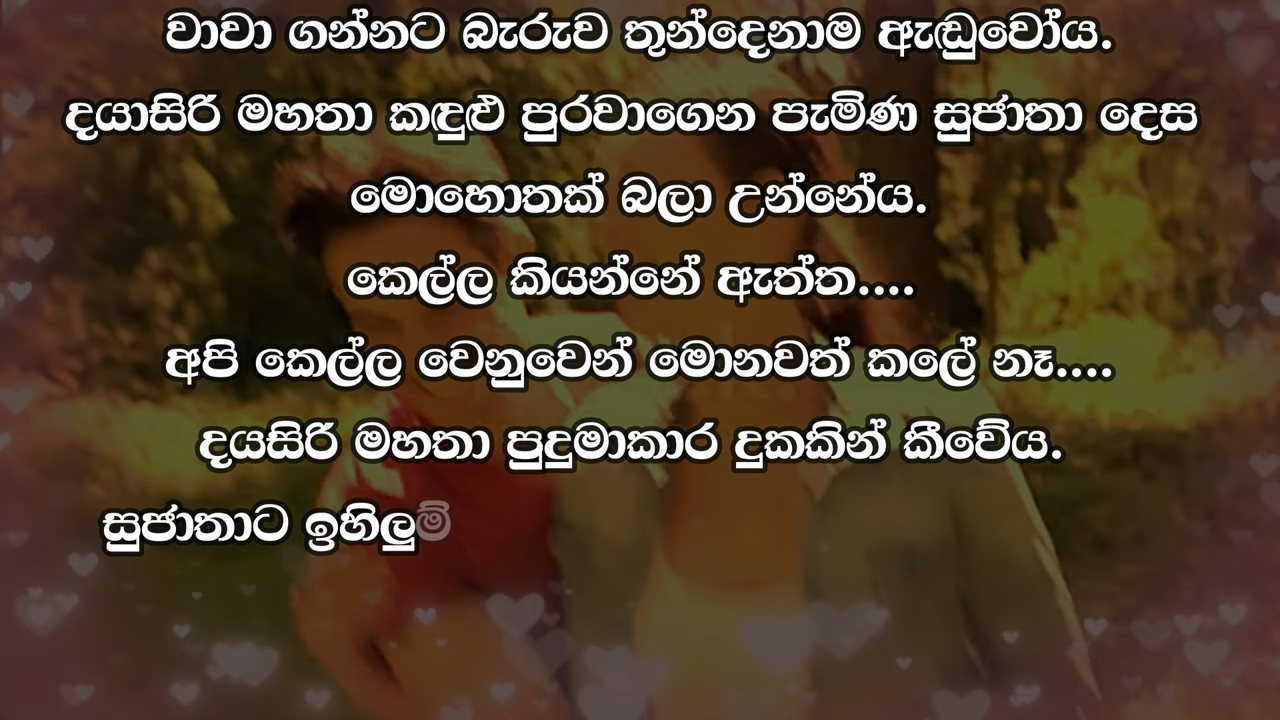 වාවා ගන්නට බැරුව තුන්දෙනාම ඇඬුවෝය.
දයාසිරි මහතා කඳුළු පුරවාගෙන පැමිණ සුජාතා දෙස
මොහොතක් බලා උන්නේය.
කෙල්ල කියන්නේ ඇත්ත....
අපි කෙල්ල වෙනුවෙන් මොනවත් කලේ නෑ....
දයසිරි මහතා පුදුමාකාර දුකකින් කීවේය.
සුජාතාට ඉහිලුම්